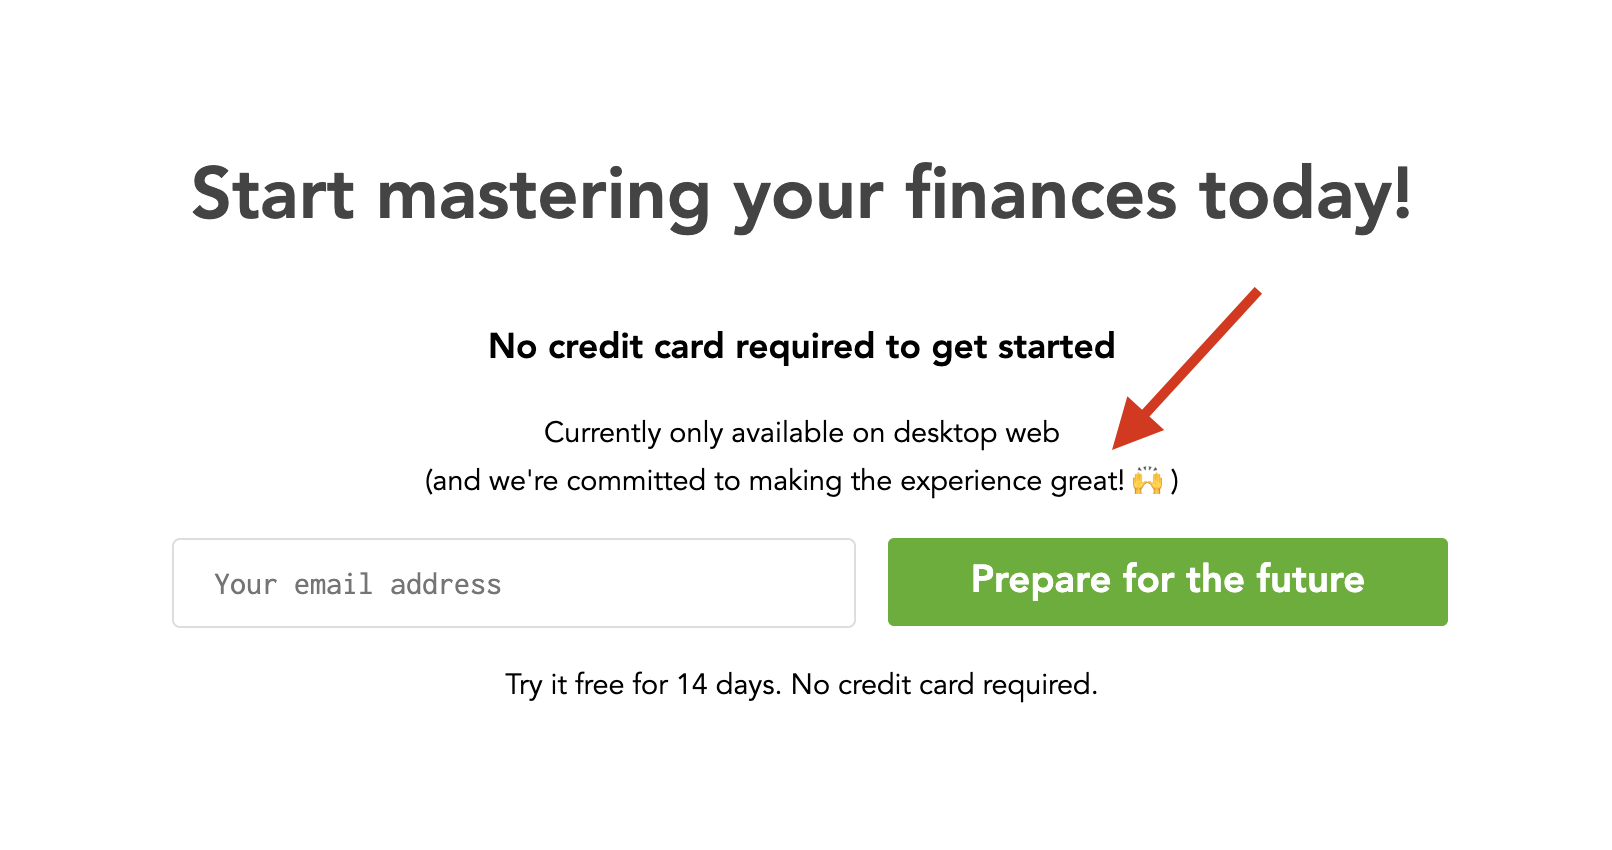 Start mastering your finances today!
No credit card required to get started
Currently only available on desktop web
(and we're committed to making the experience great! 🙌 )
Your email address
Prepare for the future
Try it free for 14 days. No credit card required.